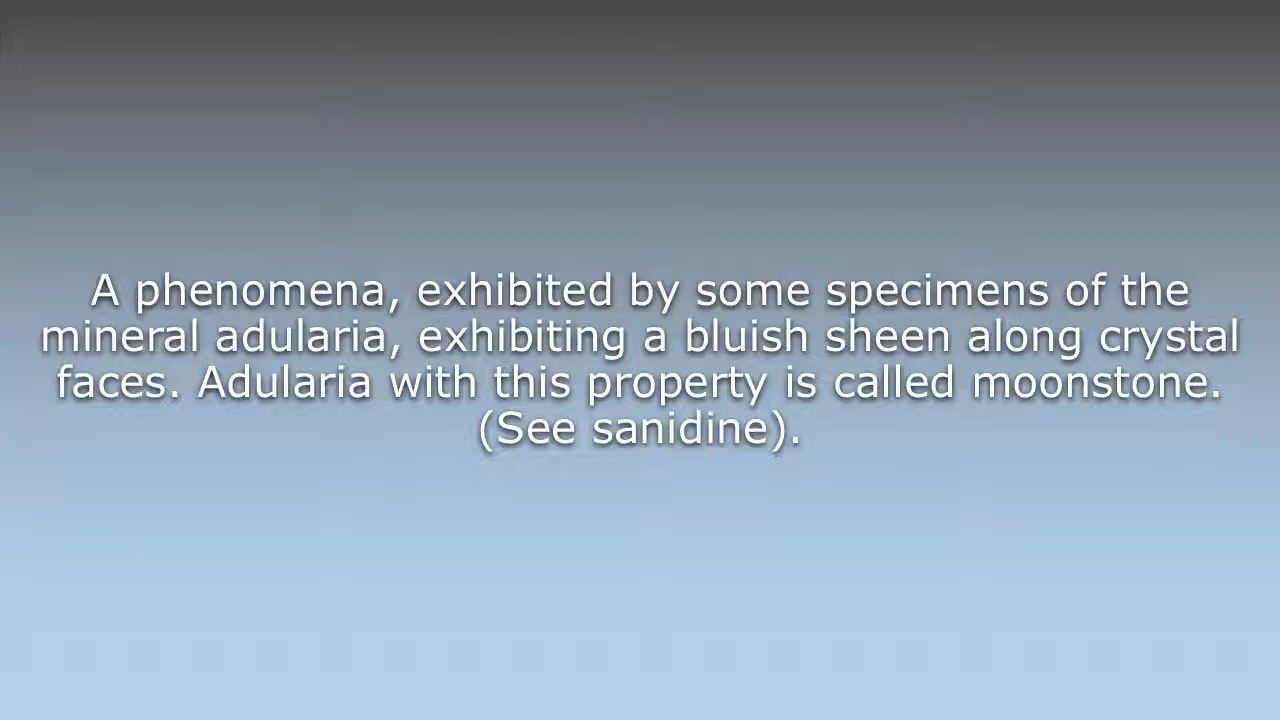 A phenomena, exhibited by some specimens of the
mineral adularia, exhibiting a bluish sheen along crystal
faces. Adularia with this property is called moonstone.
(See sanidine).